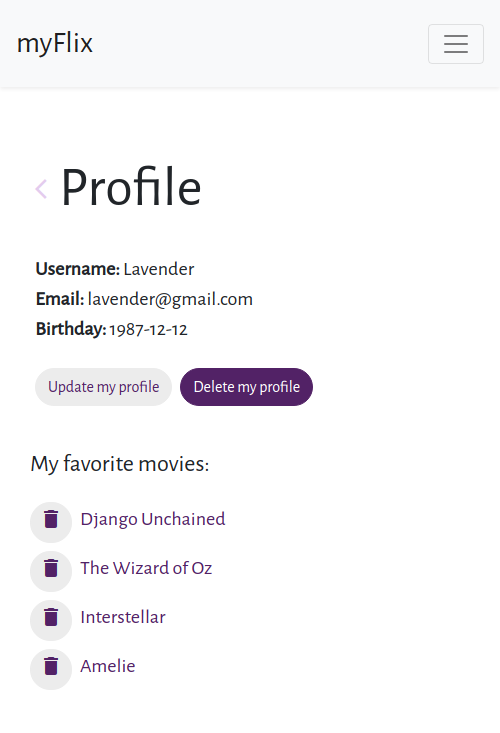 myFlix
Profile
Username: Lavender
Email: lavender@gmail.com
Birthday: 1987-12-12
Update my profile Delete my profile
My favorite movies:
Django Unchained
The Wizard of Oz
Interstellar
Amelie